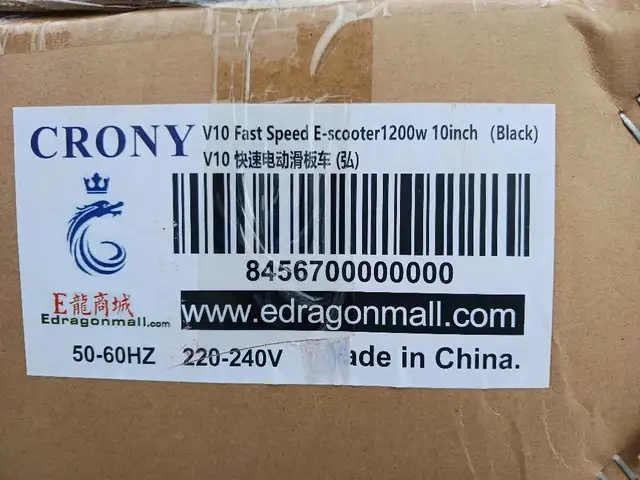 CRONY
V10 Fast Speed E-scooter1200w 10inch (Black)
V10 快速电动滑板车 (弘)
8456700000000
E龍商城
Edragonmall.com
www.edragonmall.com
50-60HZ 220-240V ade in China.